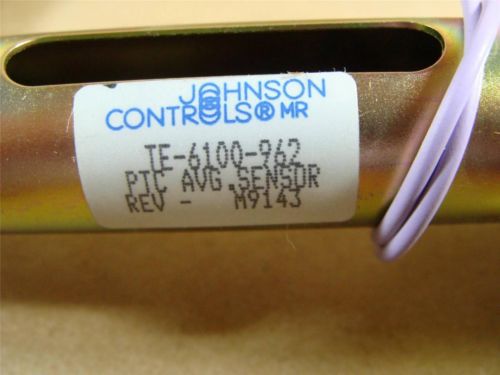 JOHNSON
CONTROLS® MR
TE-6100-962
PTC AVG.SENSOR
REV - M9143